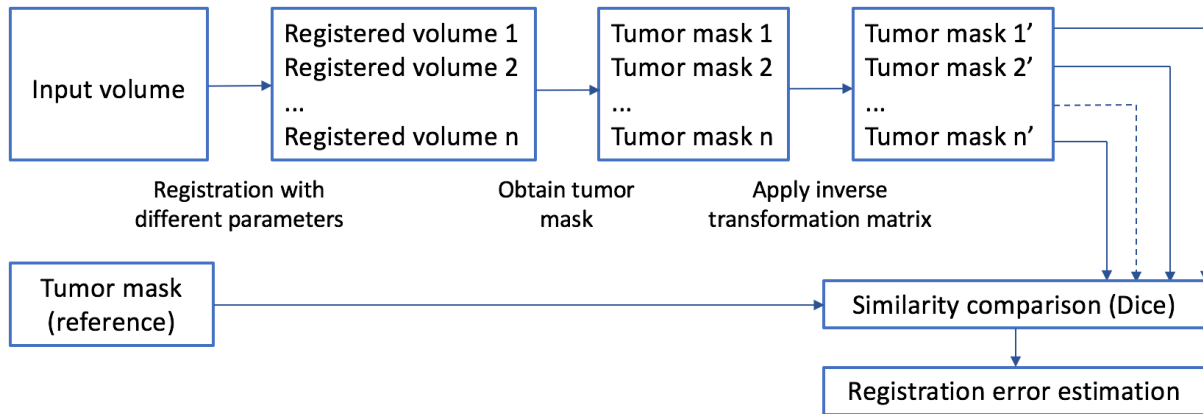 Input volume
Registered volume 1
Registered volume 2
...
Registered volume n
Tumor mask 1
Tumor mask 2
...
Tumor mask n
Tumor mask 1’
Tumor mask 2’
...
Tumor mask n’
Registration with
different parameters
Obtain tumor
mask
Apply inverse
transformation matrix
Tumor mask
(reference)
Similarity comparison (Dice)
Registration error estimation